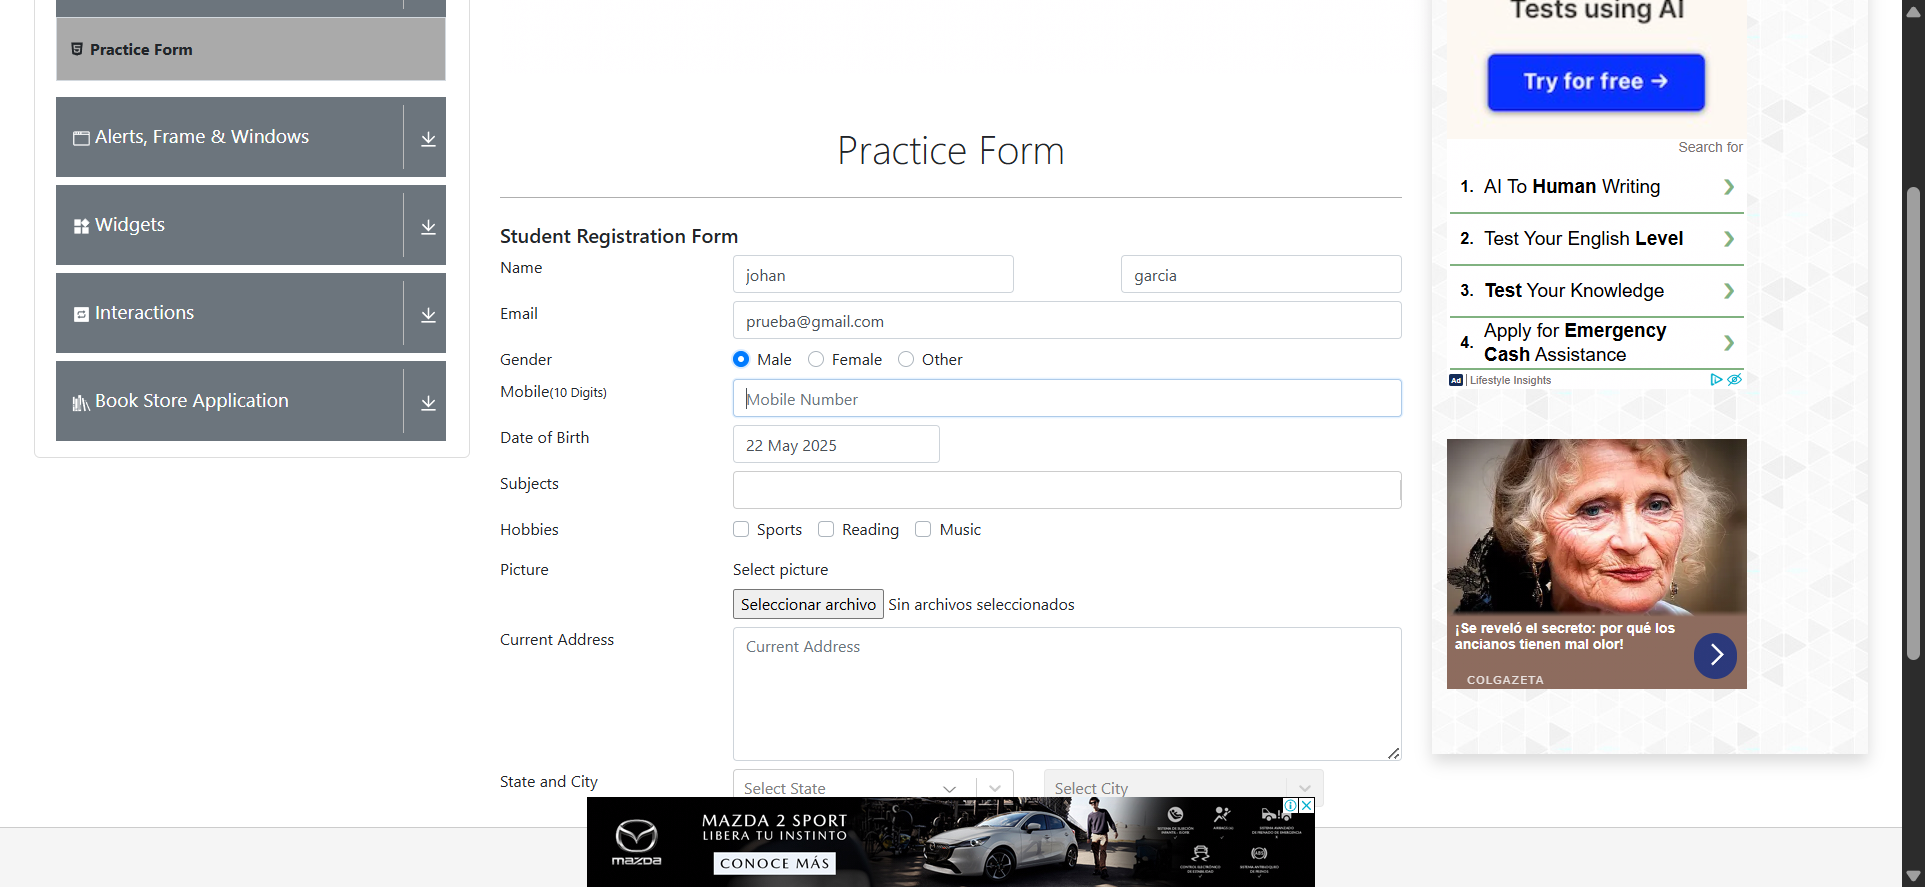 Practice Form
Alerts, Frame & Windows
Widgets
Interactions
Book Store Application
Practice Form
Student Registration Form
Name
johan
garcia
Email
prueba@gmail.com
Gender
Male
Female
Other
Mobile(10 Digits)
Mobile Number
Date of Birth
22 May 2025
Subjects
Hobbies
Sports
Reading
Music
Picture
Select picture
Seleccionar archivo
Sin archivos seleccionados
Current Address
Current Address
State and City
Select State
Select City
Tests using AI
Try for free →
Search for
1. AI To Human Writing
2. Test Your English Level
3. Test Your Knowledge
4. Apply for Emergency
Cash Assistance
Ad | Lifestyle Insights
¡Se reveló el secreto: por qué los
ancianos tienen mal olor!
COLGAZETA
mazda
MAZDA 2 SPORT
LIBERA TU INSTINTO
CONOCE MÁS